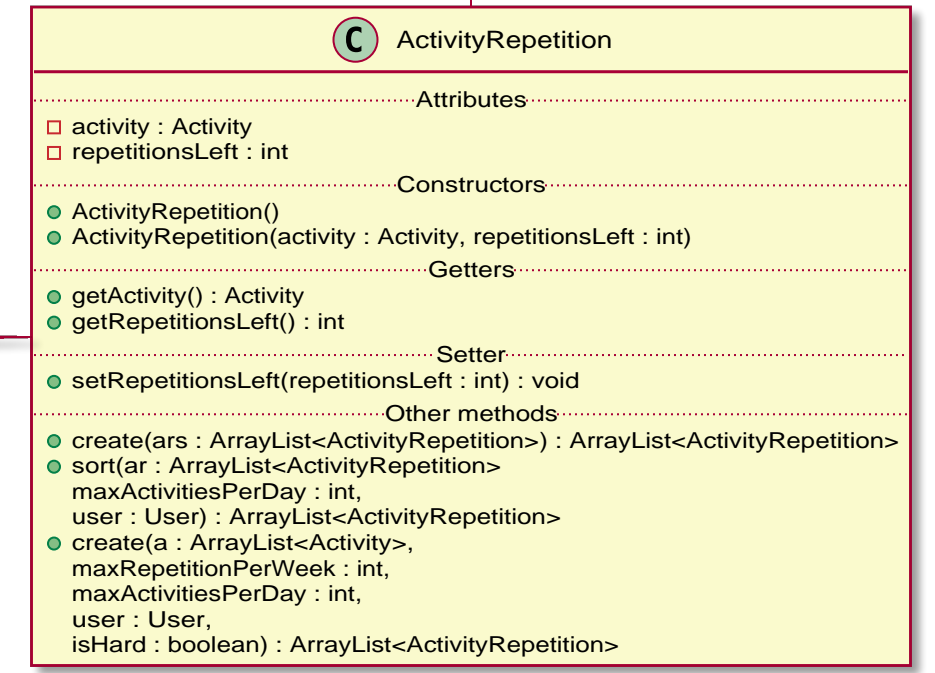 C ActivityRepetition
Attributes
activity : Activity
repetitionsLeft : int
Constructors
ActivityRepetition()
ActivityRepetition(activity : Activity, repetitionsLeft : int)
Getters
getActivity() : Activity
getRepetitionsLeft() : int
Setter
setRepetitionsLeft(repetitionsLeft : int) : void
Other methods
create(ars : ArrayList<ActivityRepetition>) : ArrayList<ActivityRepetition>
sort(ar : ArrayList<ActivityRepetition>
maxActivitiesPerDay : int,
user : User) : ArrayList<ActivityRepetition>
create(a : ArrayList<Activity>,
maxRepetitionPerWeek : int,
maxActivitiesPerDay : int,
user : User,
isHard : boolean) : ArrayList<ActivityRepetition>